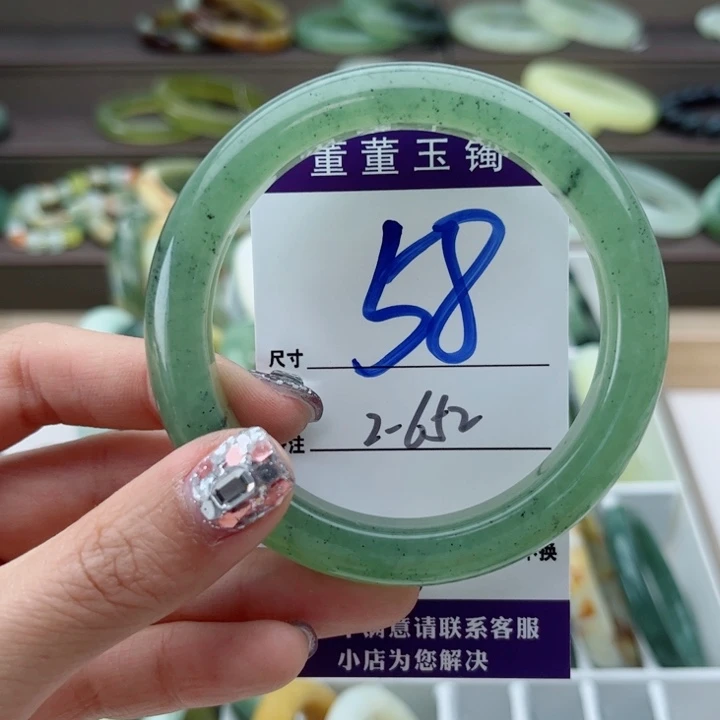 董董玉镯
58
尺寸
2-652
注
换
意请联系客服
小店为您解决